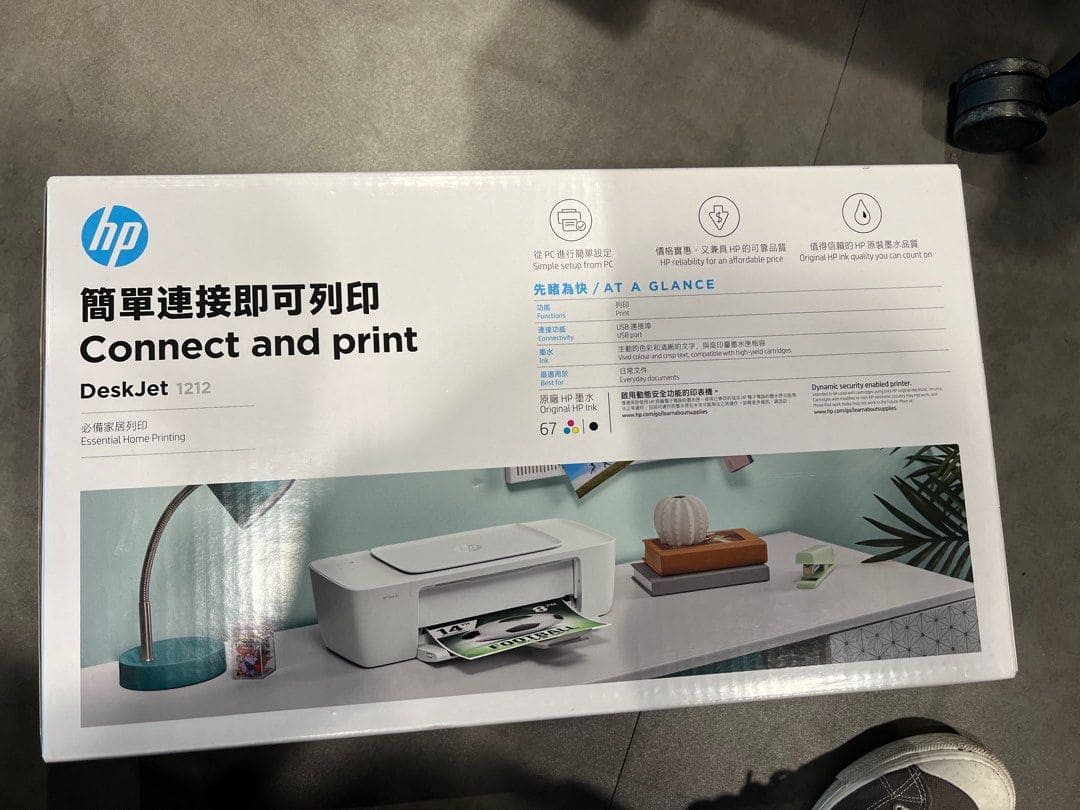 hp
簡單連接即可列印
Connect and print
DeskJet 1212
必備家居列印
Essential Home Printing
從 PC 進行簡單設定
Simple setup from PC
價格實惠，又兼具 HP 的可靠品質
HP reliability for an affordable price
值得信賴的 HP 原裝墨水品質
Original HP ink quality you can count on
先睹為快 / AT A GLANCE
功能
Functions
列印
Print
連接功能
Connectivity
USB 連接埠
USB port
墨水
Ink
生動的色彩和清晰的文字，與高印量墨水匣相容
Vivid colour and crisp text, compatible with high-yield cartridges
最適用於
Best for
日常文件
Everyday documents
原廠 HP 墨水
Original HP Ink
67
啟用動態安全功能的印表機。
www.hp.com/go/learnaboutsupplies
Dynamic security enabled printer.
www.hp.com/go/learnaboutsupplies
14TH
8PM
FOOTBALL